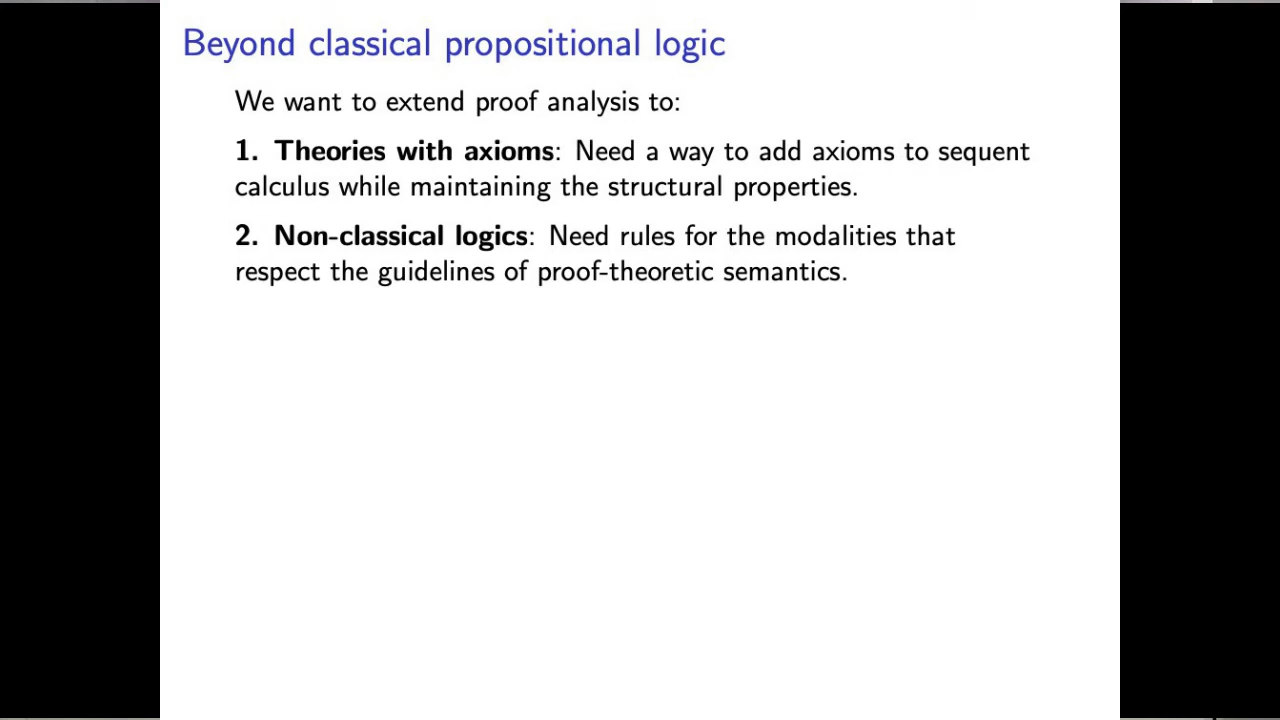 Beyond classical propositional logic
We want to extend proof analysis to:
1. Theories with axioms: Need a way to add axioms to sequent
calculus while maintaining the structural properties.
2. Non-classical logics: Need rules for the modalities that
respect the guidelines of proof-theoretic semantics.